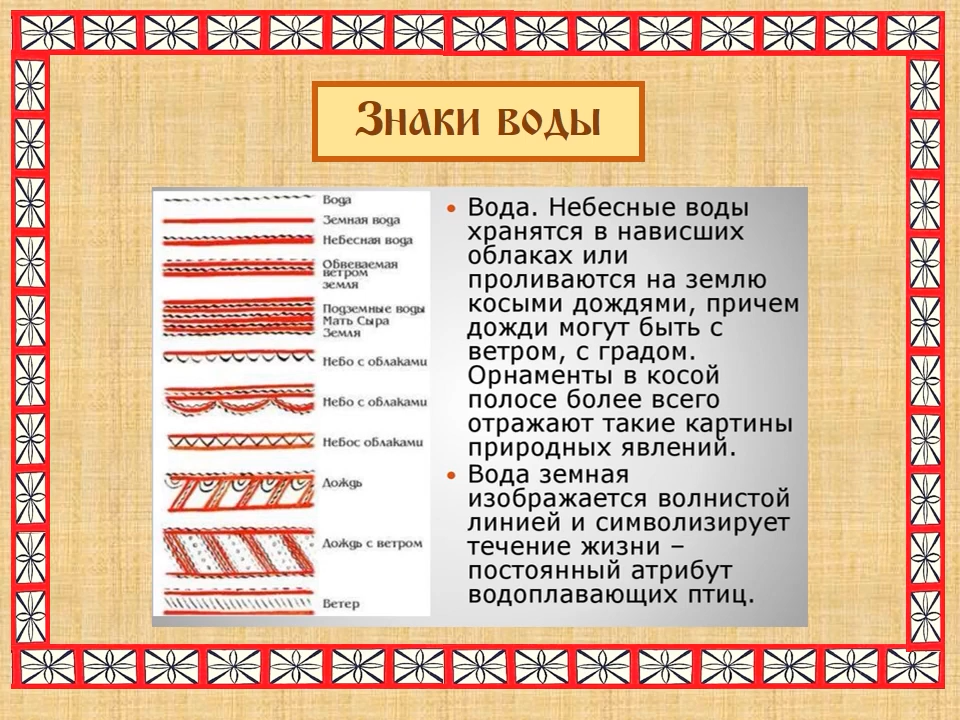 Знаки воды
Вода
Земная вода
Небесная вода
Обвеваемая
ветром
земля
Подземные воды
Мать Сыра
Земля
Небо с облаками
Небо с облаками
Небос облаками
Дождь
Дождь с ветром
Ветер
• Вода. Небесные воды
хранятся в нависших
облаках или
проливаются на землю
косыми дождями, причем
дожди могут быть с
ветром, с градом.
Орнаменты в косой
полосе более всего
отражают такие картины
природных явлений.
• Вода земная
изображается волнистой
линией и символизирует
течение жизни –
постоянный атрибут
водоплавающих птиц.